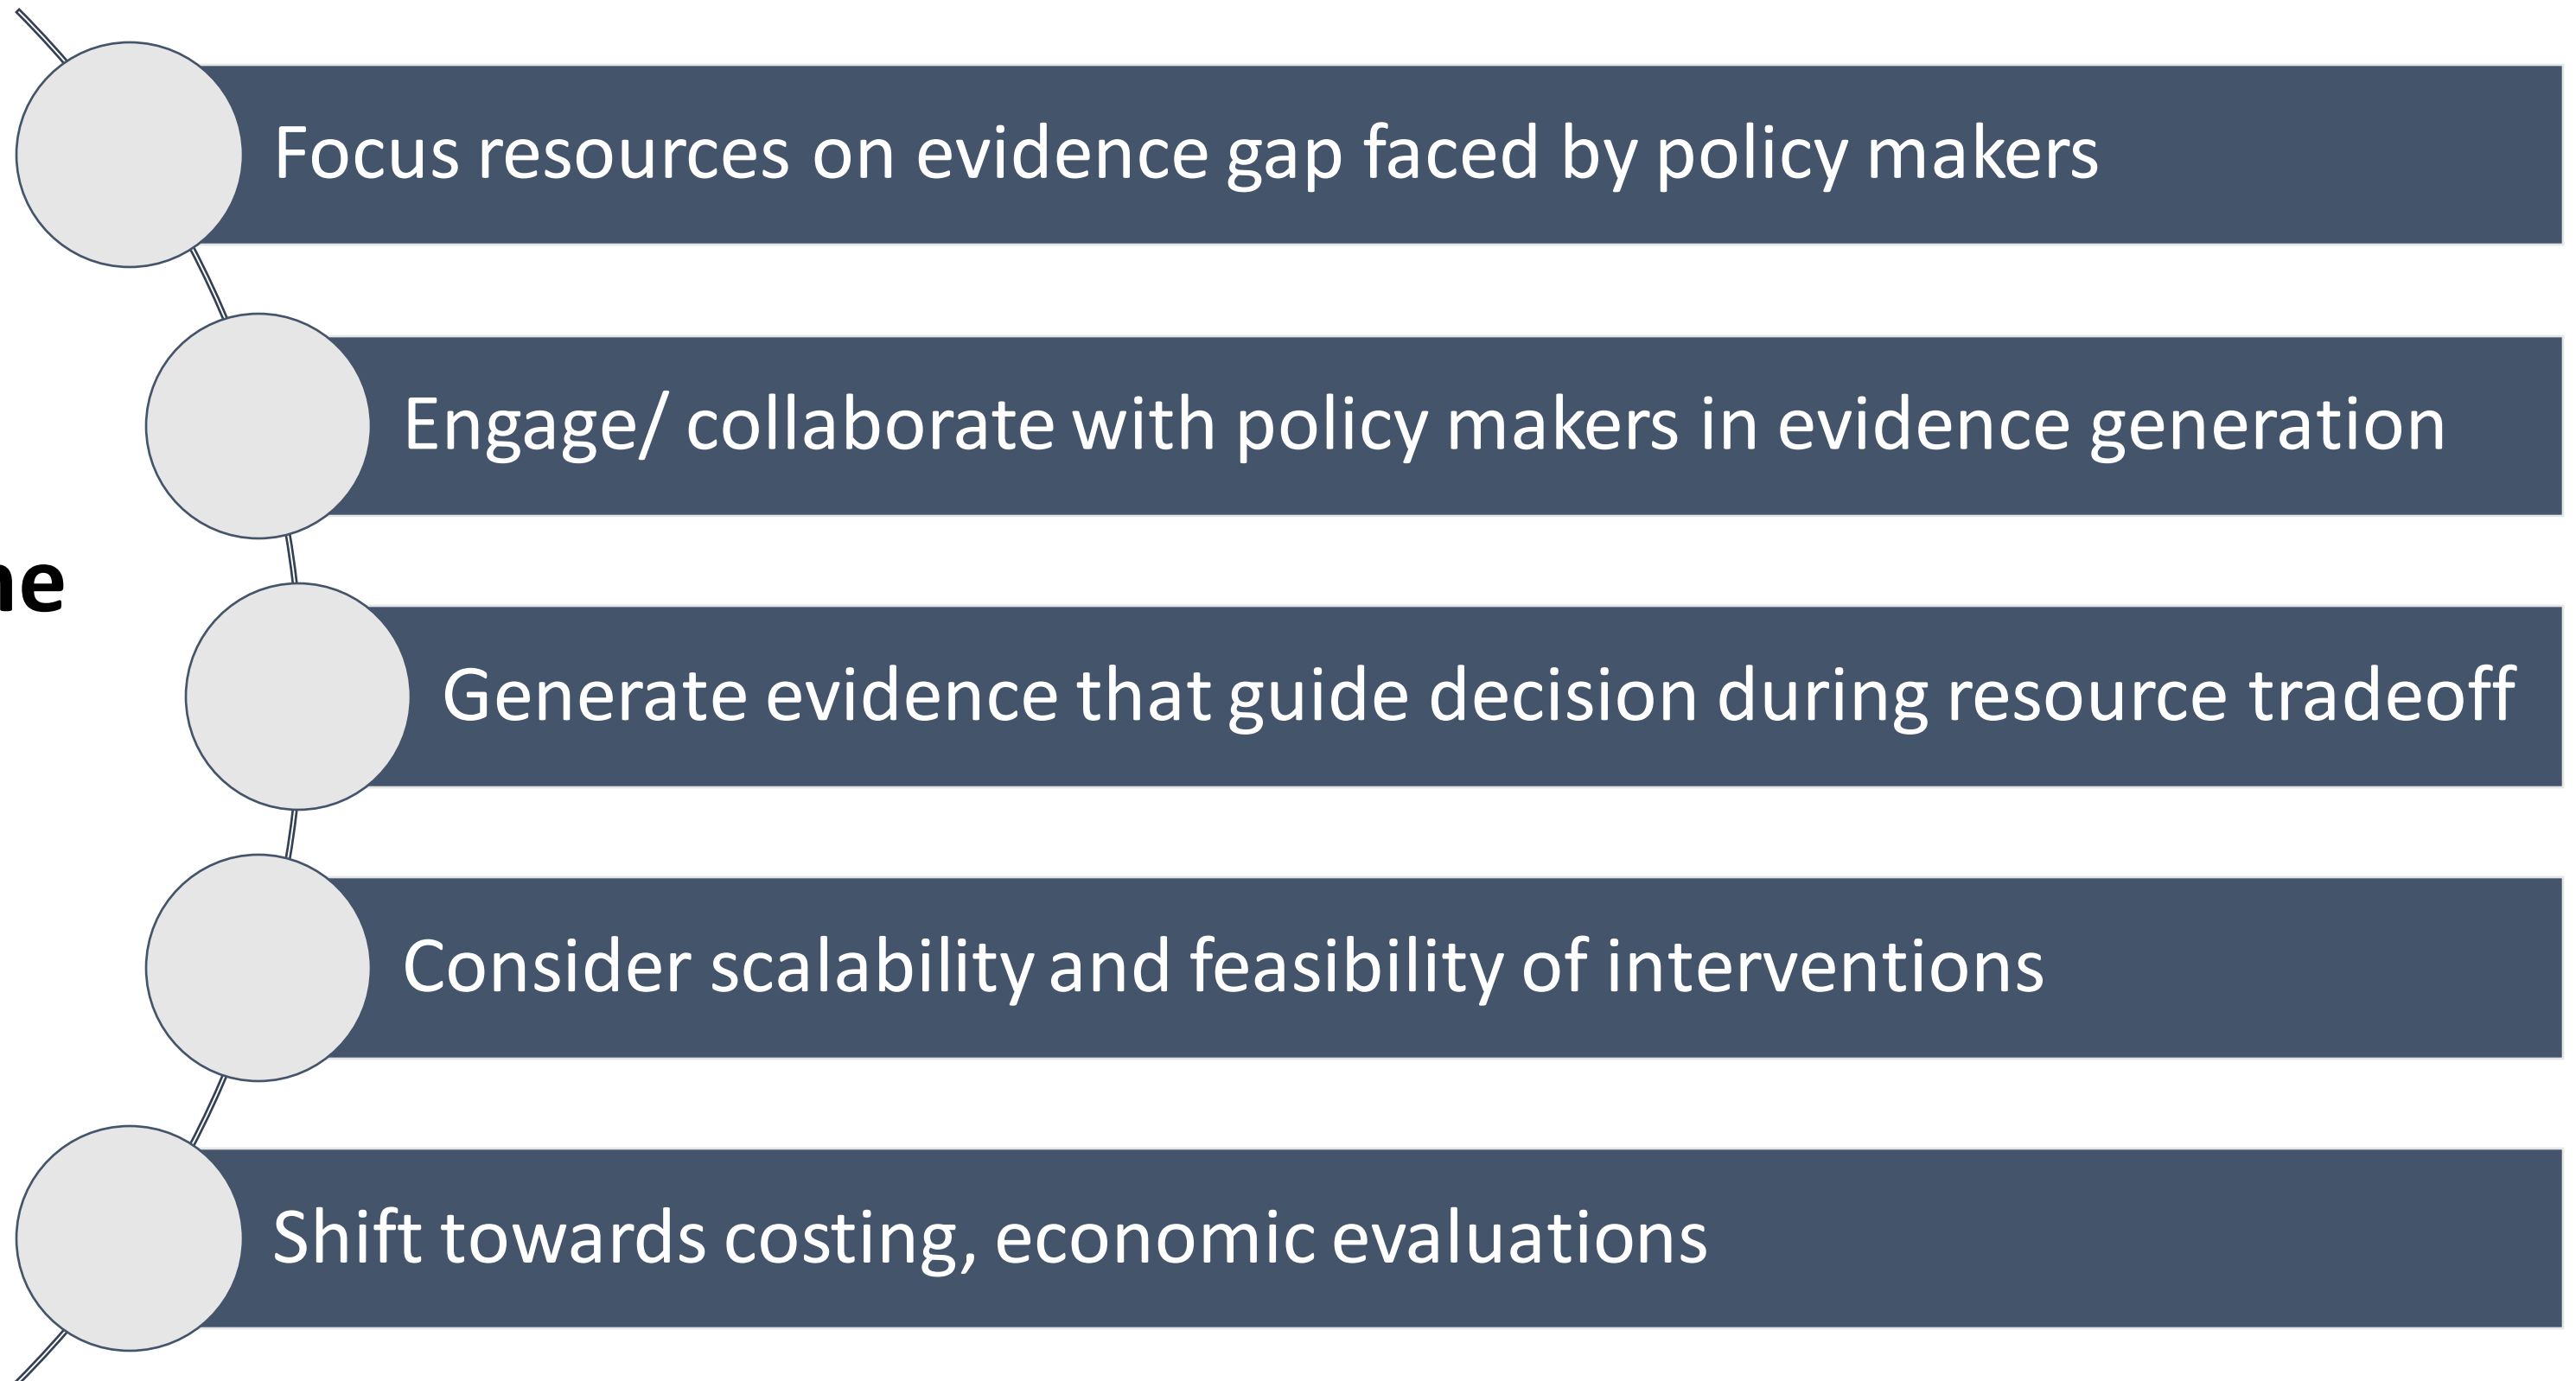 Focus resources on evidence gap faced by policy makers
Engage/ collaborate with policy makers in evidence generation
Generate evidence that guide decision during resource tradeoff
Consider scalability and feasibility of interventions
Shift towards costing, economic evaluations